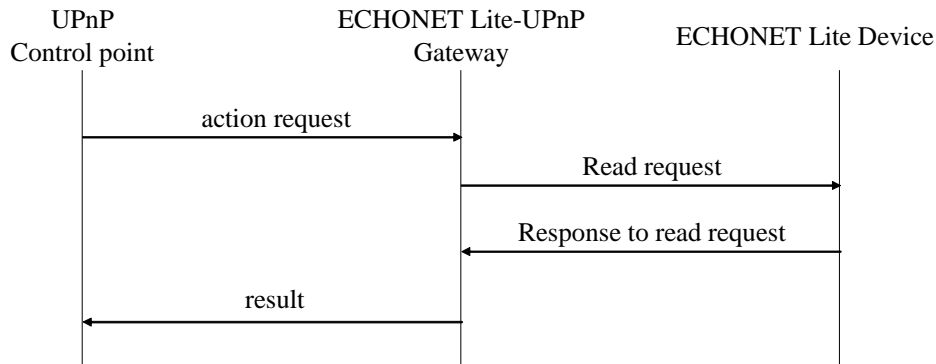 UPnP
Control point
ECHONET Lite-UPnP
Gateway
ECHONET Lite Device
action request
Read request
Response to read request
result